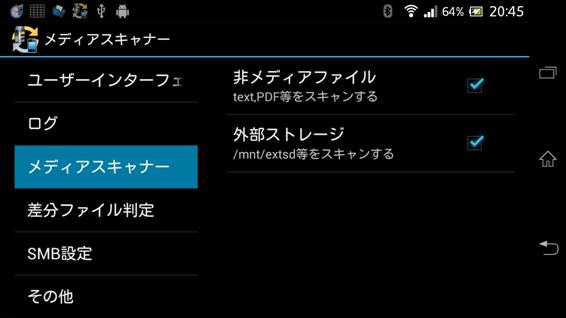 64% 20:45
メディアスキャナー
ユーザーインターフェ
ログ
メディアスキャナー
差分ファイル判定
SMB設定
その他
非メディアファイル
text,PDF等をスキャンする
外部ストレージ
/mnt/extsd等をスキャンする